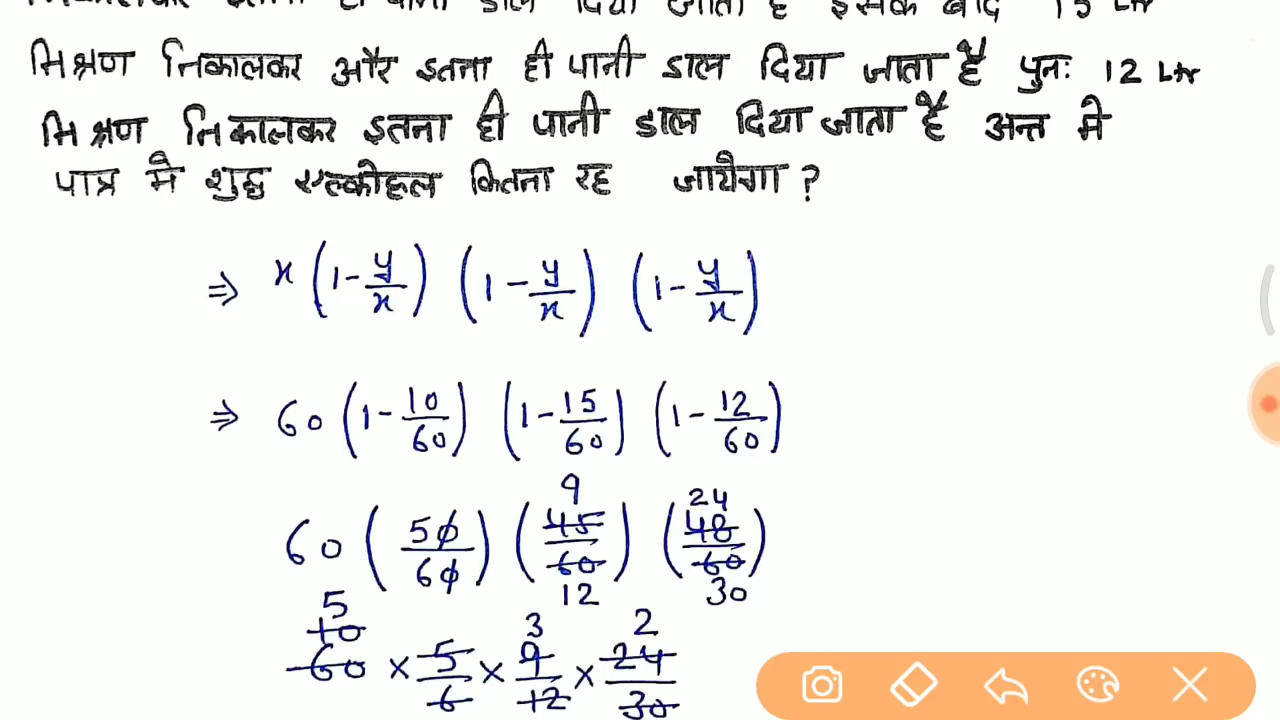 मिश्रण निकालकर और इतना ही पानी डाल दिया जाता है पुनः 12 Ltr
मिश्रण निकालकर इतना ही पानी डाल दिया जाता है अन्त मे
पात्र मे शुद्ध एल्कोहल कितना रह जायेगा ?
⇒ x (1 - y/x) (1 - y/x) (1 - y/x)
⇒ 60 (1 - 10/60) (1 - 15/60) (1 - 12/60)
9 24
60 (50/60) (45/60) (48/60)
12 30
5
10 3 2
60 × 5/6 × 9/12 × 24/30